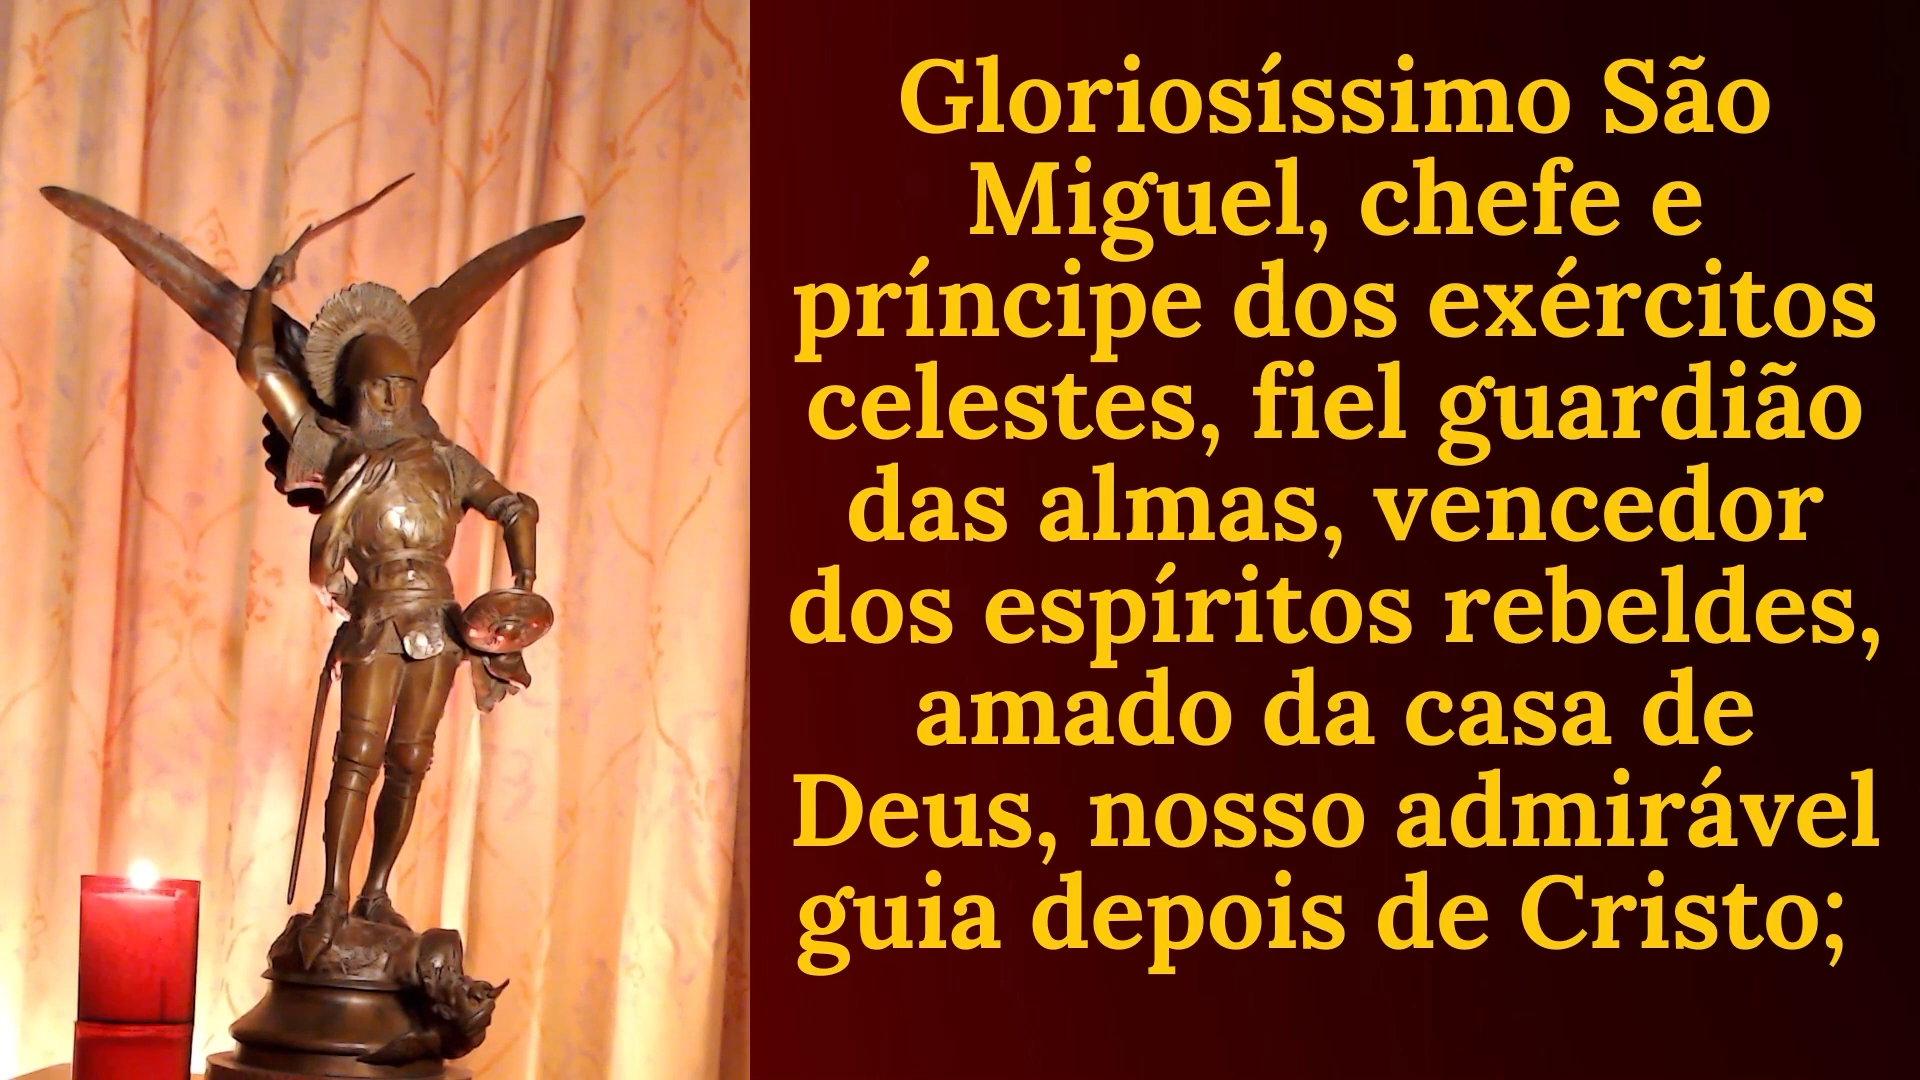 Gloriosíssimo São
Miguel, chefe e
príncipe dos exércitos
celestes, fiel guardião
das almas, vencedor
dos espíritos rebeldes,
amado da casa de
Deus, nosso admirável
guia depois de Cristo;